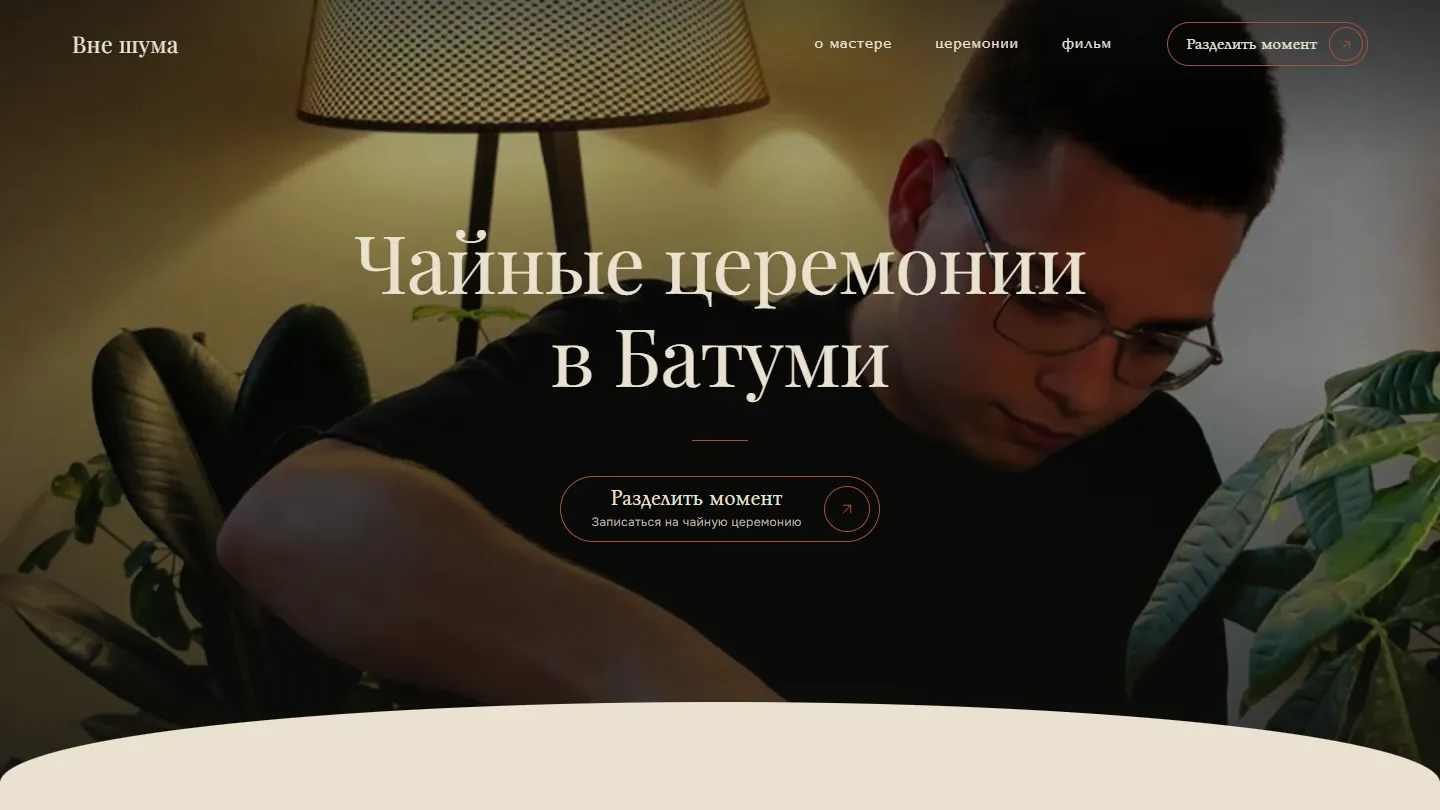 Вне шума
о мастере
церемонии
фильм
Разделить момент
Чайные церемонии
в Батуми
Разделить момент
Записаться на чайную церемонию